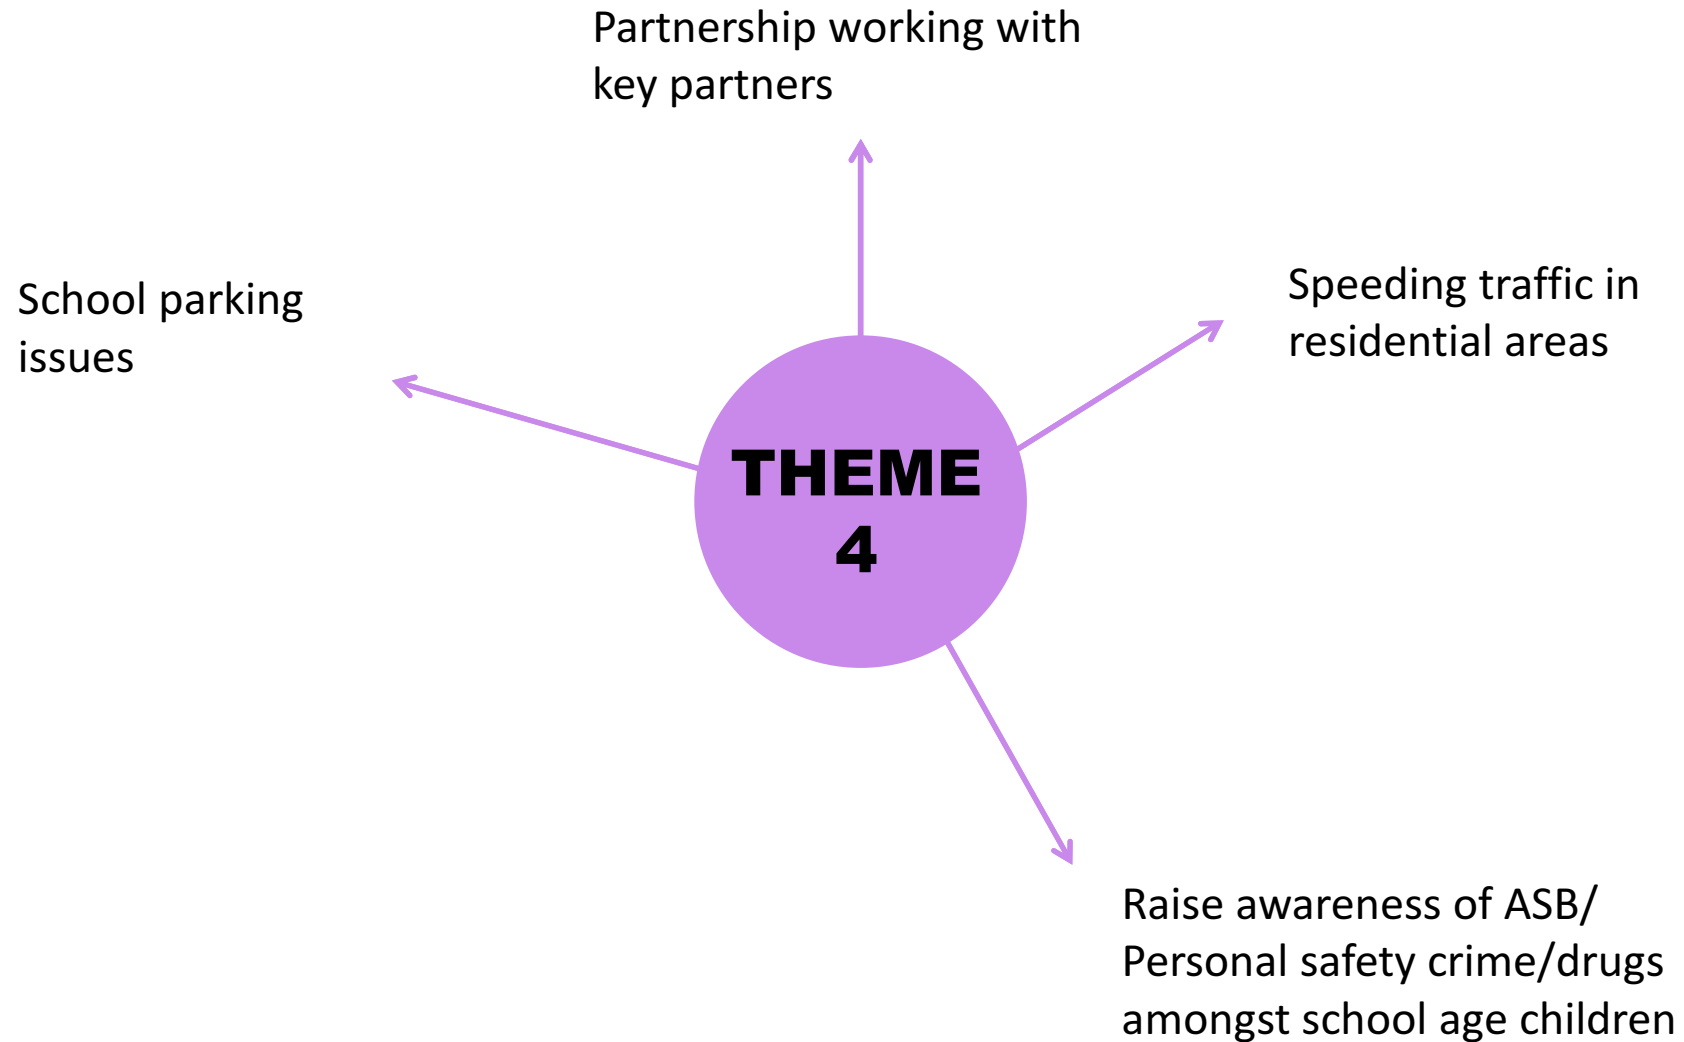 Partnership working with
key partners
School parking
issues
Speeding traffic in
residential areas
THEME
4
Raise awareness of ASB/
Personal safety crime/drugs
amongst school age children